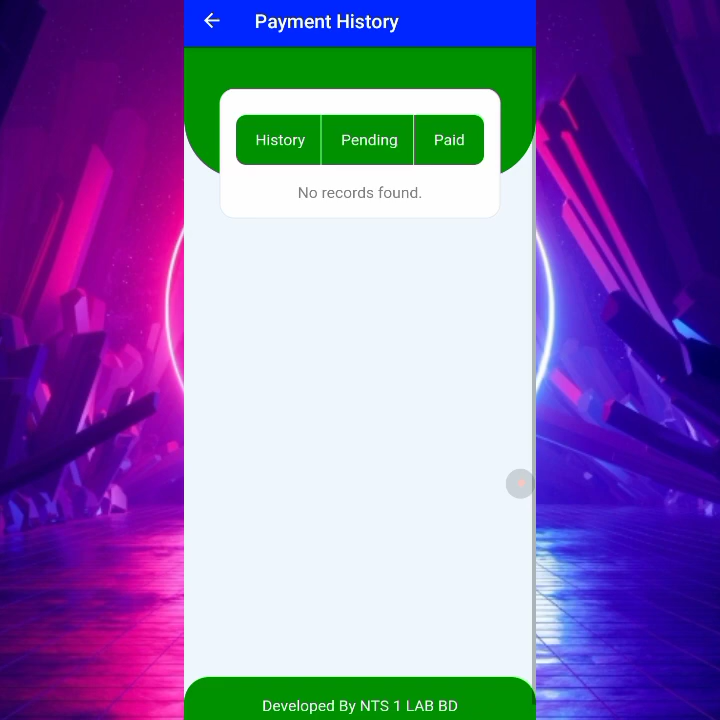 Payment History
History Pending Paid
No records found.
Developed By NTS 1 LAB BD